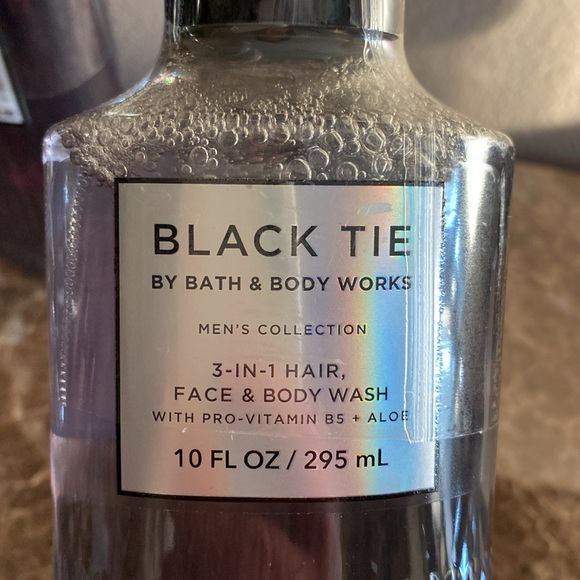 BLACK TIE
BY BATH & BODY WORKS
MEN'S COLLECTION
3-IN-1 HAIR,
FACE & BODY WASH
WITH PRO-VITAMIN B5 + ALOE
10 FL OZ / 295 mL